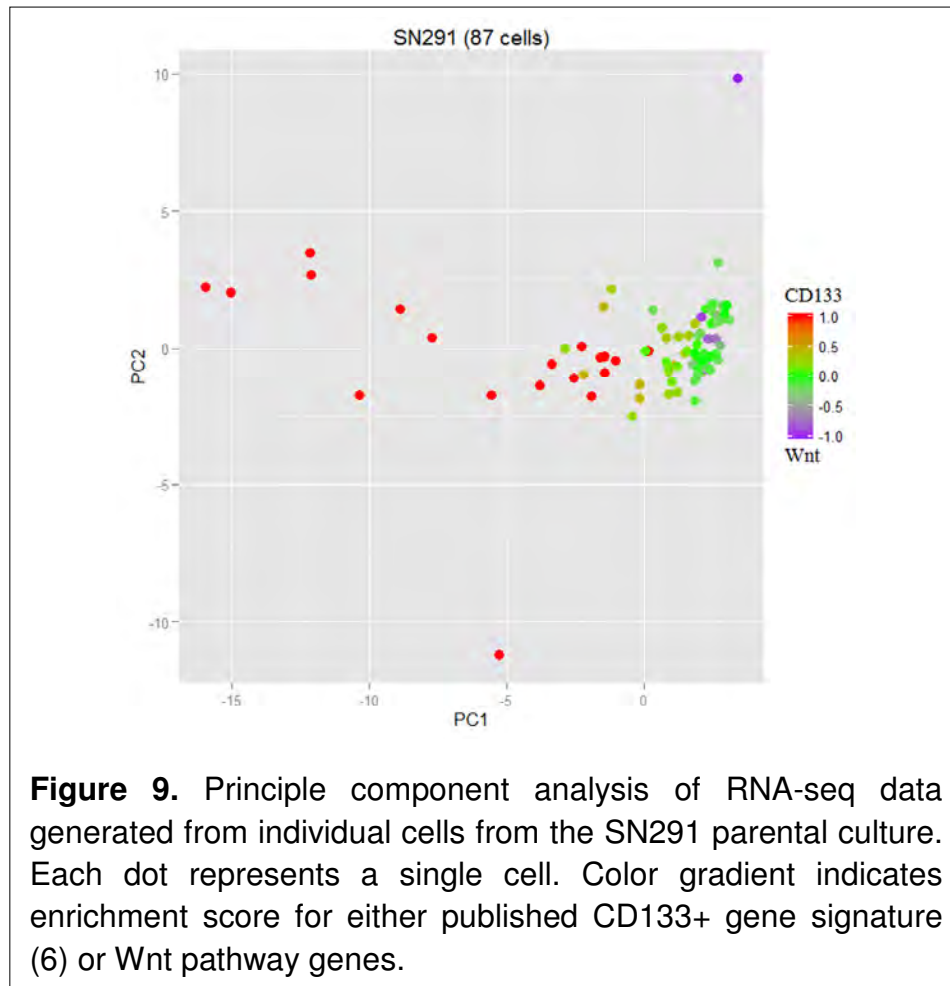 SN291 (87 cells)
10
5
0
-5
-10
PC2
-15
-10
-5
0
PC1
CD133
1.0
0.5
0.0
-0.5
-1.0
Wnt
Figure 9. Principle component analysis of RNA-seq data
generated from individual cells from the SN291 parental culture.
Each dot represents a single cell. Color gradient indicates
enrichment score for either published CD133+ gene signature
(6) or Wnt pathway genes.